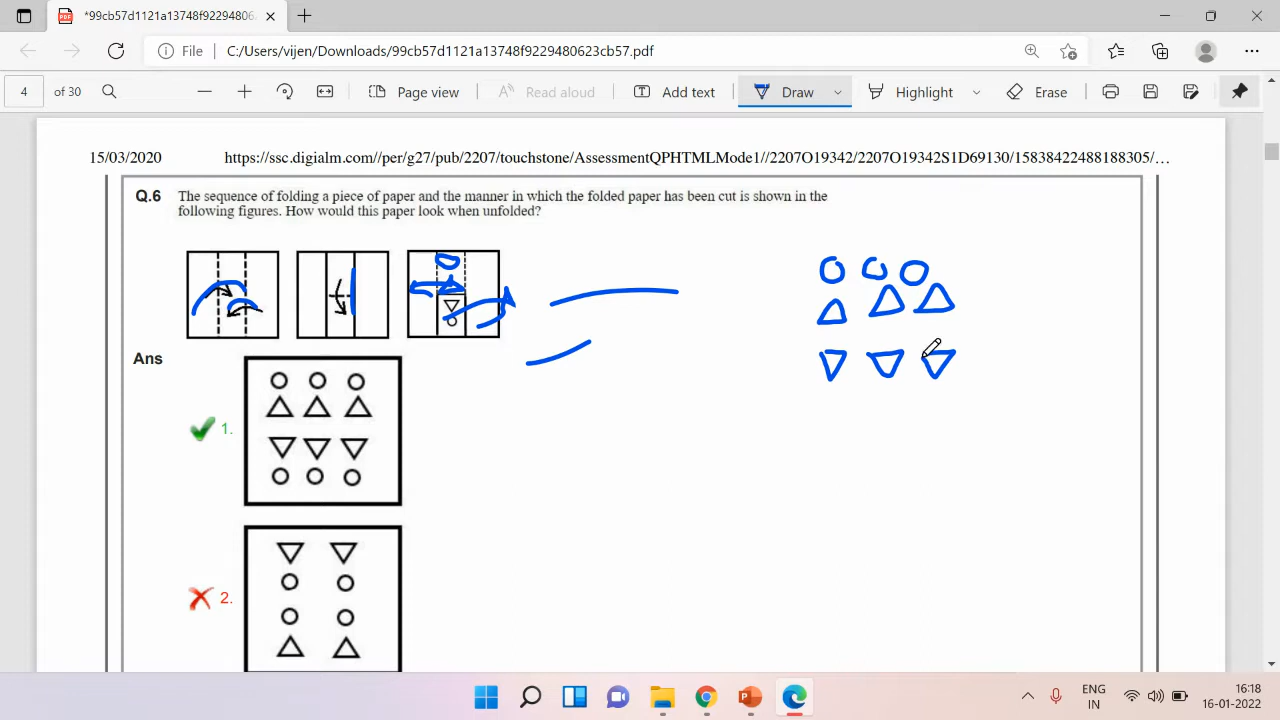 *99cb57d1121a13748f9229480623cb57.pdf
File C:/Users/vijen/Downloads/99cb57d1121a13748f9229480623cb57.pdf
4 of 30 Page view Read aloud Add text Draw Highlight Erase
15/03/2020 https://ssc.digialm.com//per/g27/pub/2207/touchstone/AssessmentQPHTMLMode1//2207O19342/2207O19342S1D69130/15838422488188305/…
Q.6 The sequence of folding a piece of paper and the manner in which the folded paper has been cut is shown in the
following figures. How would this paper look when unfolded?
Ans
1.
2.
ENG
IN
16:18
16-01-2022